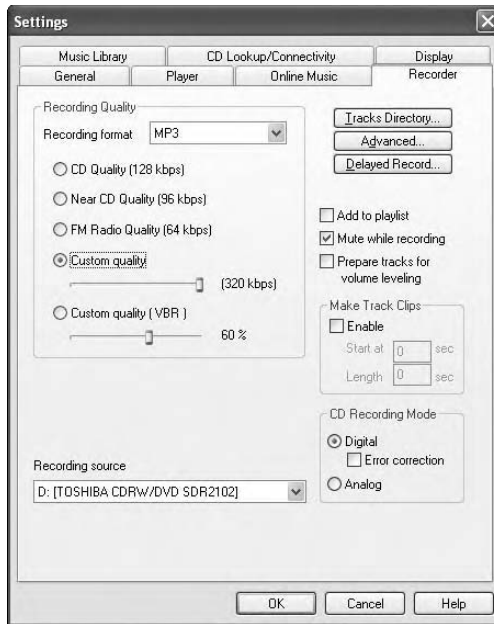 Settings
Music Library CD Lookup/Connectivity Display
General Player Online Music Recorder
Recording Quality
Recording format MP3
CD Quality (128 kbps)
Near CD Quality (96 kbps)
FM Radio Quality (64 kbps)
Custom quality
(320 kbps)
Custom quality ( VBR )
60 %
Recording source
D: [TOSHIBA CDRW/DVD SDR2102]
Tracks Directory...
Advanced...
Delayed Record...
Add to playlist
Mute while recording
Prepare tracks for
volume leveling
Make Track Clips
Enable
Start at 0 sec
Length 0 sec
CD Recording Mode
Digital
Error correction
Analog
OK Cancel Help